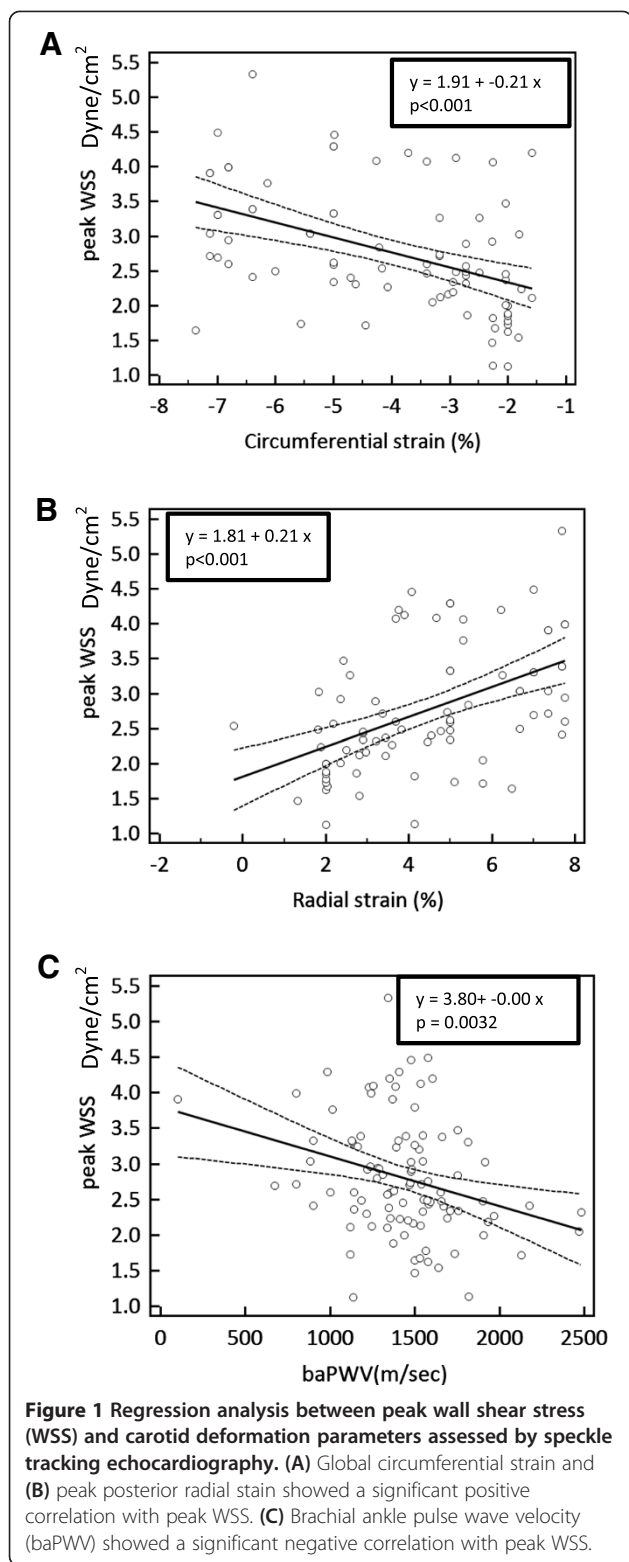 A
peak WSS Dyne/cm²
5.5
5.0
4.5
4.0
3.5
3.0
2.5
2.0
1.5
1.0
y = 1.91 + -0.21 x
p<0.001
-8 -7 -6 -5 -4 -3 -2 -1
Circumferential strain (%)
B
peak WSS Dyne/cm²
5.5
5.0
4.5
4.0
3.5
3.0
2.5
2.0
1.5
1.0
y = 1.81 + 0.21 x
p<0.001
-2 0 2 4 6 8
Radial strain (%)
C
peak WSS Dyne/cm²
5.5
5.0
4.5
4.0
3.5
3.0
2.5
2.0
1.5
1.0
y = 3.80+ -0.00 x
p = 0.0032
0 500 1000 1500 2000 2500
baPWV(m/sec)
Figure 1 Regression analysis between peak wall shear stress
(WSS) and carotid deformation parameters assessed by speckle
tracking echocardiography. (A) Global circumferential strain and
(B) peak posterior radial stain showed a significant positive
correlation with peak WSS. (C) Brachial ankle pulse wave velocity
(baPWV) showed a significant negative correlation with peak WSS.